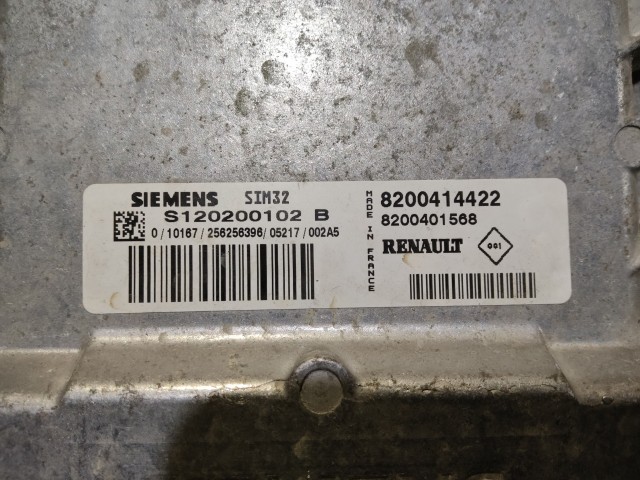 SIEMENS SIM32
S120200102 B
0 / 10167 / 256256396 / 05217 / 002A5
MADE IN FRANCE
8200414422
8200401568
RENAULT 001